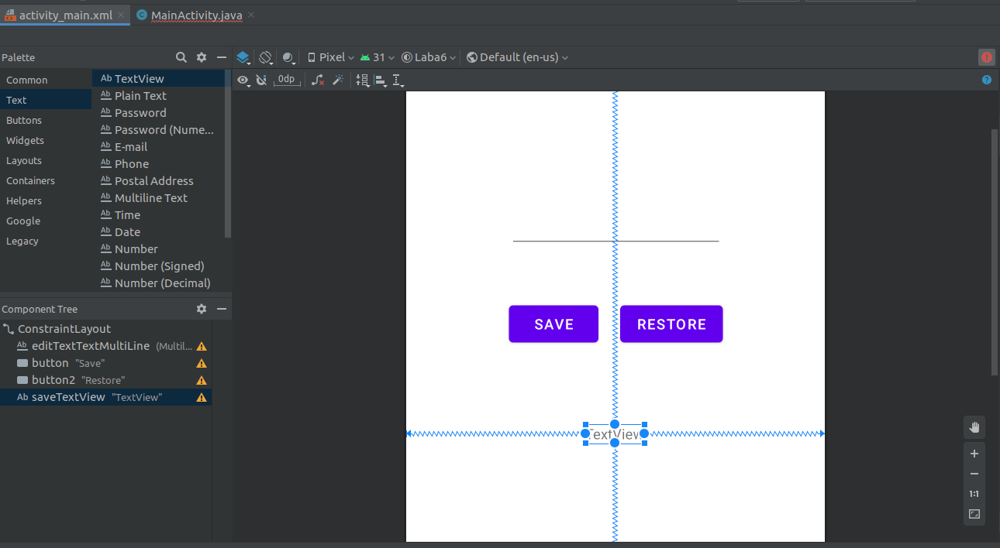 activity_main.xml
MainActivity.java
Palette
Pixel
31
Laba6
Default (en-us)
0dp
Common
Text
Buttons
Widgets
Layouts
Containers
Helpers
Google
Legacy
Ab TextView
Ab Plain Text
Ab Password
Ab Password (Nume...
Ab E-mail
Ab Phone
Ab Postal Address
Ab Multiline Text
Ab Time
Ab Date
Ab Number
Ab Number (Signed)
Ab Number (Decimal)
Component Tree
ConstraintLayout
Ab editTextTextMultiLine (Multil...
button "Save"
button2 "Restore"
Ab saveTextView "TextView"
SAVE
RESTORE
TextView
1:1